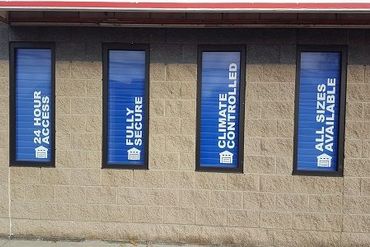 24 HOUR
ACCESS
FULLY
SECURE
CLIMATE
CONTROLLED
ALL SIZES
AVAILABLE